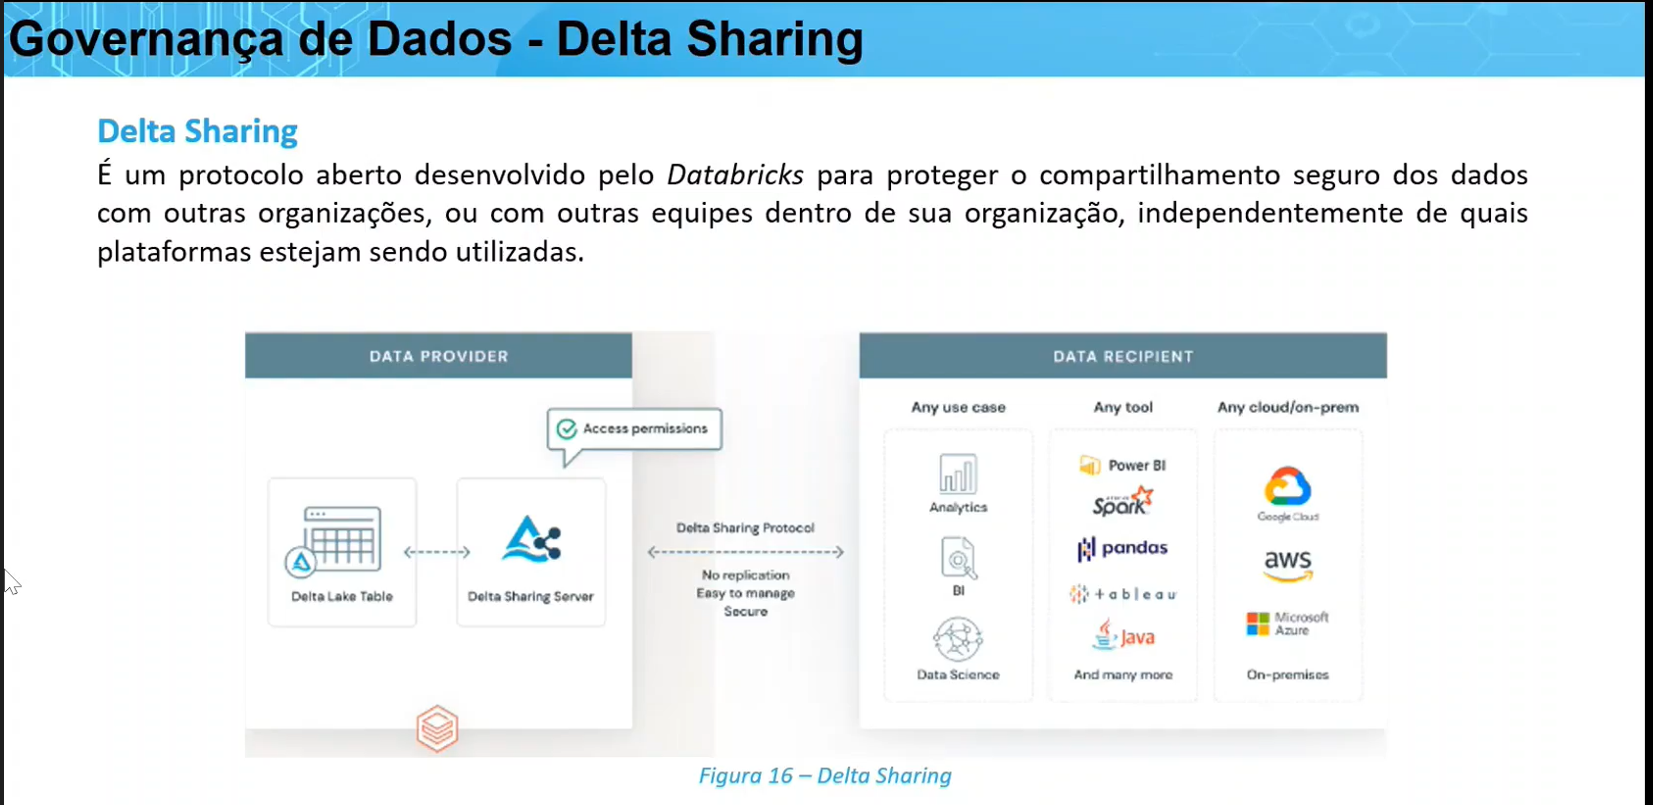 Governança de Dados - Delta Sharing
Delta Sharing
É um protocolo aberto desenvolvido pelo Databricks para proteger o compartilhamento seguro dos dados
com outras organizações, ou com outras equipes dentro de sua organização, independentemente de quais
plataformas estejam sendo utilizadas.
DATA PROVIDER
Access permissions
Delta Lake Table
Delta Sharing Server
Delta Sharing Protocol
No replication
Easy to manage
Secure
DATA RECIPIENT
Any use case
Analytics
BI
Data Science
Any tool
Power BI
APACHE Spark
pandas
+ableau
Java
And many more
Any cloud/on-prem
Google Cloud
aws
Microsoft
Azure
On-premises
Figura 16 – Delta Sharing